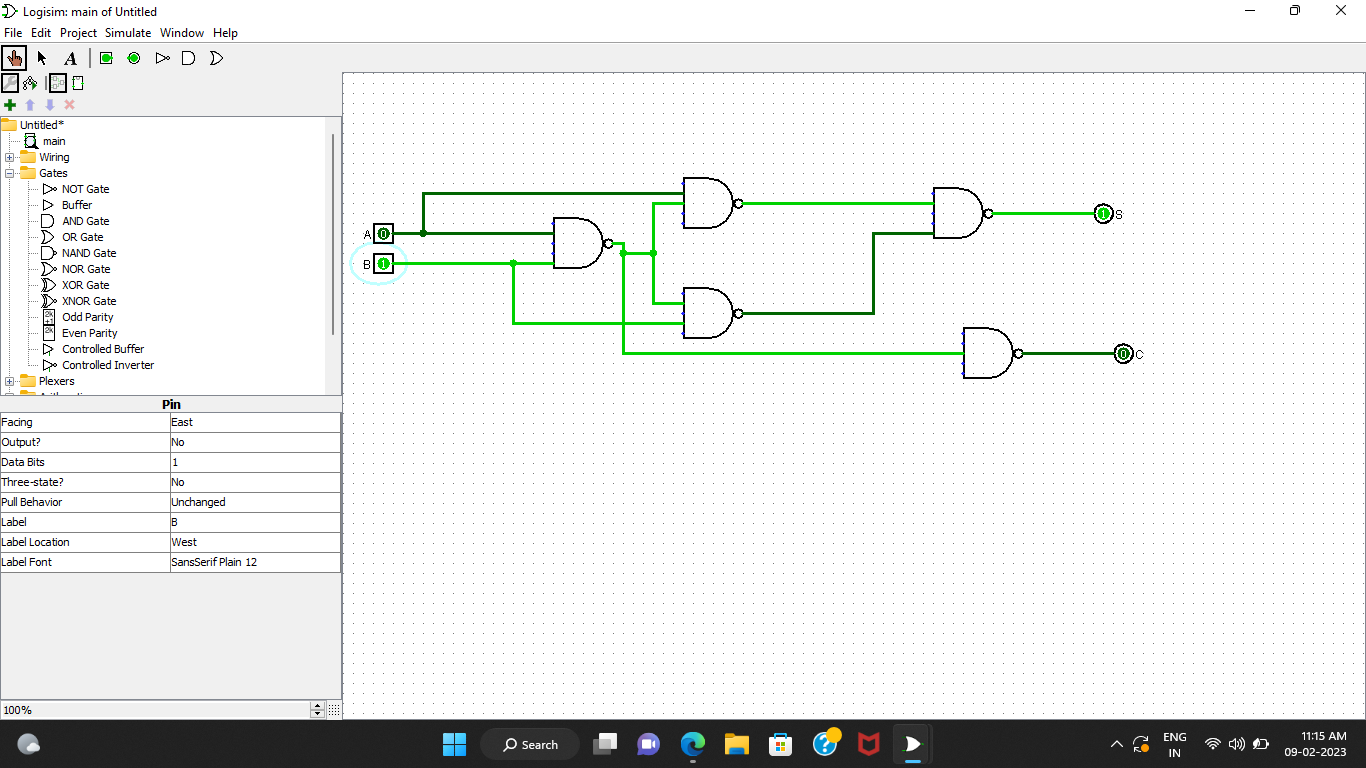 Logisim: main of Untitled
File Edit Project Simulate Window Help
A
Untitled*
main
Wiring
Gates
NOT Gate
Buffer
AND Gate
OR Gate
NAND Gate
NOR Gate
XOR Gate
XNOR Gate
Odd Parity
Even Parity
Controlled Buffer
Controlled Inverter
Plexers
Pin
Facing East
Output? No
Data Bits 1
Three-state? No
Pull Behavior Unchanged
Label B
Label Location West
Label Font SansSerif Plain 12
100%
A 0
B 1
1 S
0 C
Search
ENG
IN
11:15 AM
09-02-2023